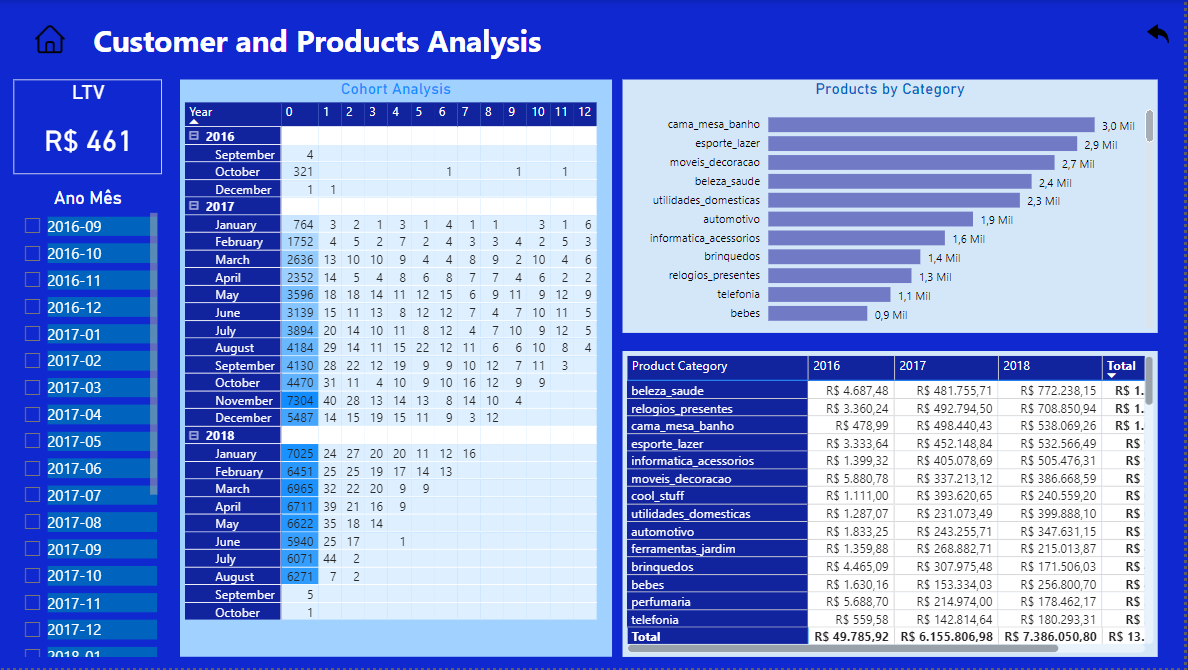 Customer and Products Analysis
LTV
R$ 461
Ano Mês
2016-09
2016-10
2016-11
2016-12
2017-01
2017-02
2017-03
2017-04
2017-05
2017-06
2017-07
2017-08
2017-09
2017-10
2017-11
2017-12
2018-01
Cohort Analysis
Year 0 1 2 3 4 5 6 7 8 9 10 11 12
2016
September 4
October 321 1 1 1
December 1 1
2017
January 764 3 2 1 3 1 4 1 1 3 1 6
February 1752 4 5 2 7 2 4 3 3 4 2 5 3
March 2636 13 10 10 9 4 4 8 9 2 10 4 6
April 2352 14 5 4 8 6 8 7 7 4 6 2 2
May 3596 18 18 14 11 12 15 6 9 11 9 12 9
June 3139 15 11 13 8 12 12 7 4 7 10 11 5
July 3894 20 14 10 11 8 12 4 7 10 9 12 5
August 4184 29 14 11 15 22 12 11 6 6 10 8 4
September 4130 28 22 12 19 9 9 10 12 7 11 3
October 4470 31 11 4 10 9 10 16 12 9 9
November 7304 40 28 13 14 13 8 14 10 4
December 5487 14 15 19 15 11 9 3 12
2018
January 7025 24 27 20 20 11 12 16
February 6451 25 25 19 17 14 13
March 6965 32 22 20 9 9
April 6711 39 21 16 9
May 6622 35 18 14
June 5940 25 17 1
July 6071 44 2
August 6271 7 2
September 5
October 1
Products by Category
cama_mesa_banho 3,0 Mil
esporte_lazer 2,9 Mil
moveis_decoracao 2,7 Mil
beleza_saude 2,4 Mil
utilidades_domesticas 2,3 Mil
automotivo 1,9 Mil
informatica_acessorios 1,6 Mil
brinquedos 1,4 Mil
relogios_presentes 1,3 Mil
telefonia 1,1 Mil
bebes 0,9 Mil
Product Category 2016 2017 2018 Total
beleza_saude R$ 4.687,48 R$ 481.755,71 R$ 772.238,15 R$ 1.
relogios_presentes R$ 3.360,24 R$ 492.794,50 R$ 708.850,94 R$ 1.
cama_mesa_banho R$ 478,99 R$ 498.440,43 R$ 538.069,26 R$ 1.
esporte_lazer R$ 3.333,64 R$ 452.148,84 R$ 532.566,49 R$
informatica_acessorios R$ 1.399,32 R$ 405.078,69 R$ 505.476,31 R$
moveis_decoracao R$ 5.880,78 R$ 337.213,12 R$ 386.668,59 R$
cool_stuff R$ 1.111,00 R$ 393.620,65 R$ 240.559,20 R$
utilidades_domesticas R$ 1.287,07 R$ 231.073,49 R$ 399.888,10 R$
automotivo R$ 1.833,25 R$ 243.255,71 R$ 347.631,15 R$
ferramentas_jardim R$ 1.359,88 R$ 268.882,71 R$ 215.013,87 R$
brinquedos R$ 4.465,09 R$ 307.975,48 R$ 171.506,03 R$
bebes R$ 1.630,16 R$ 153.334,03 R$ 256.800,70 R$
perfumaria R$ 5.688,70 R$ 214.974,00 R$ 178.462,17 R$
telefonia R$ 559,58 R$ 142.814,64 R$ 180.293,31 R$
Total R$ 49.785,92 R$ 6.155.806,98 R$ 7.386.050,80 R$ 13.